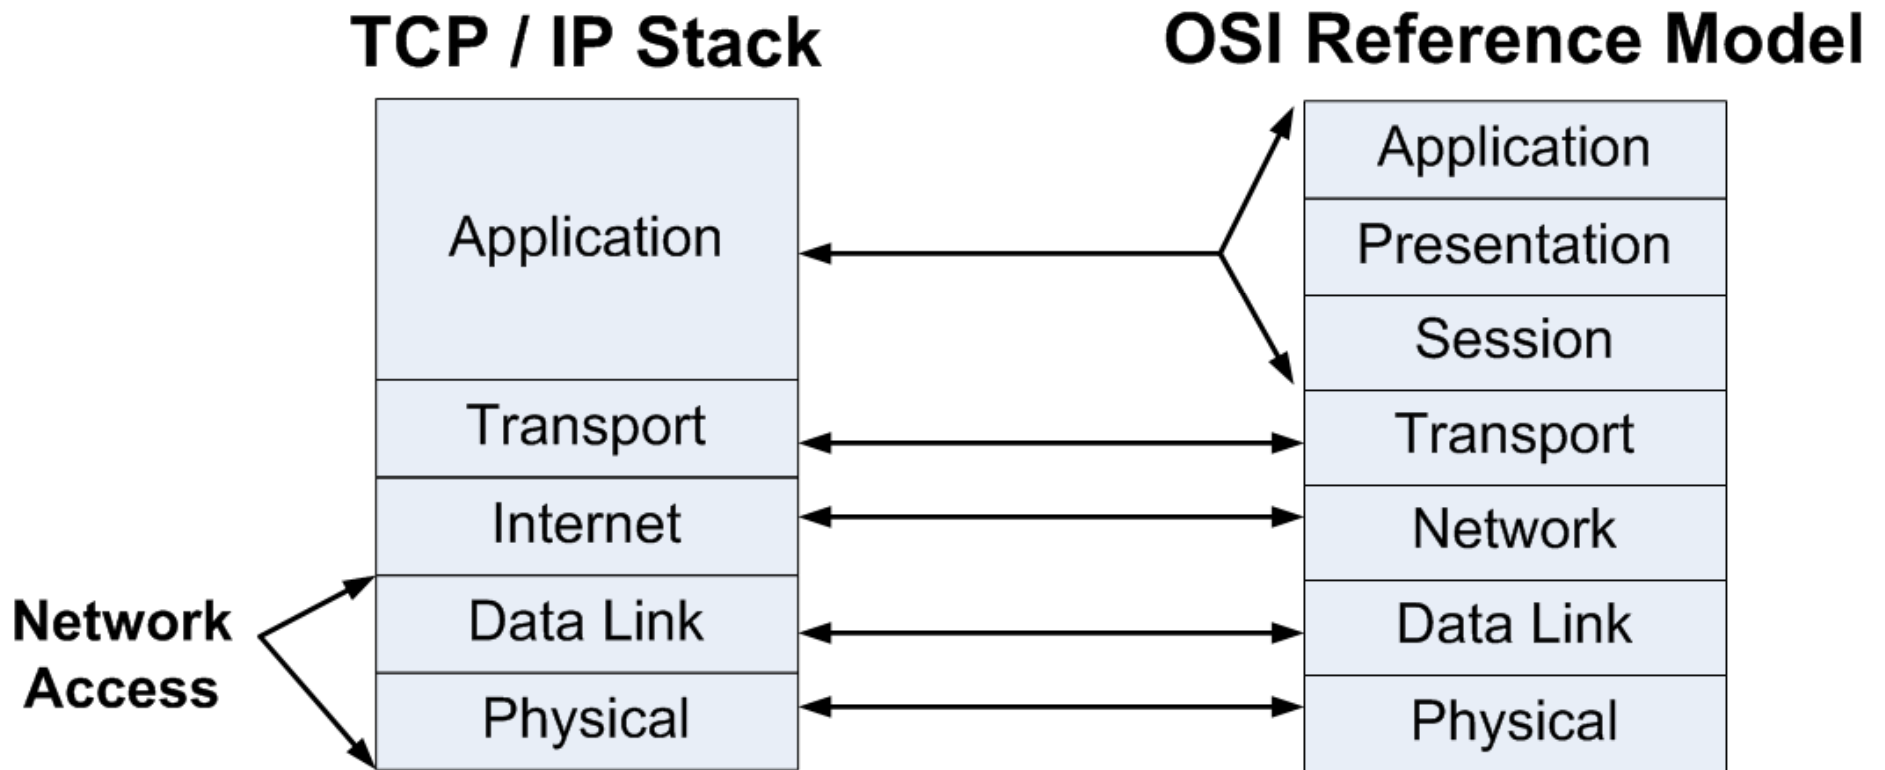 TCP / IP Stack
Application
Transport
Internet
Data Link
Physical
Network
Access
OSI Reference Model
Application
Presentation
Session
Transport
Network
Data Link
Physical